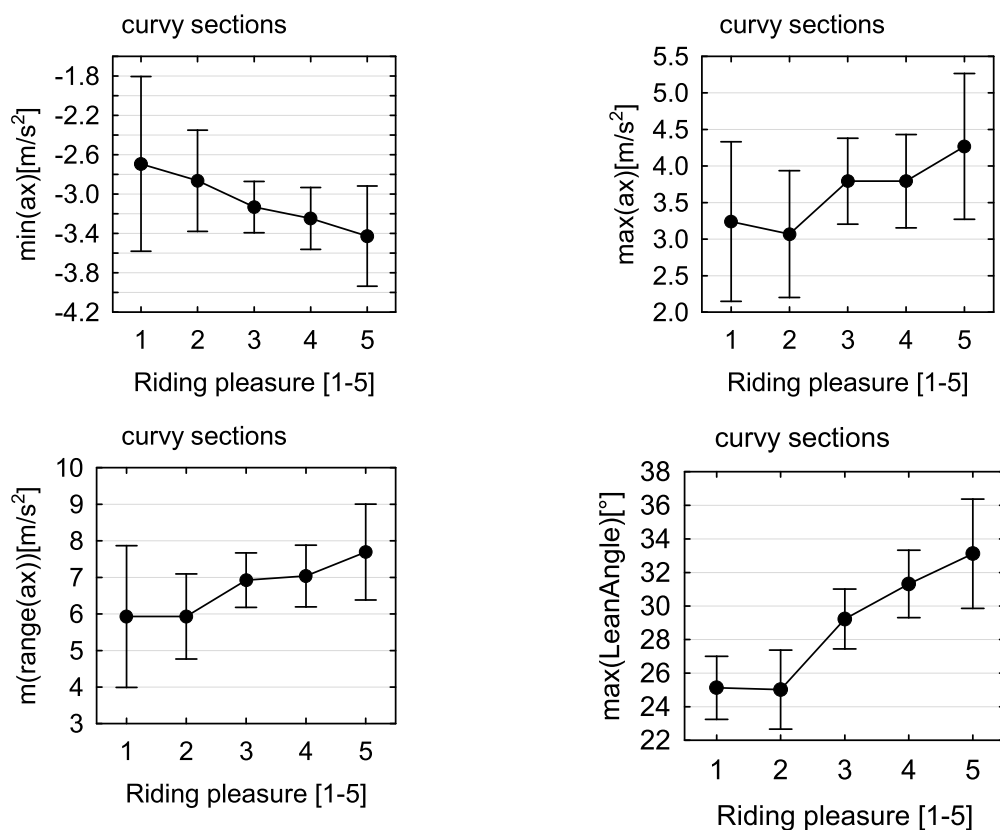 curvy sections
min(ax)[m/s²]
-1.8
-2.2
-2.6
-3.0
-3.4
-3.8
-4.2
1 2 3 4 5
Riding pleasure [1-5]
curvy sections
max(ax)[m/s²]
5.5
5.0
4.5
4.0
3.5
3.0
2.5
2.0
1 2 3 4 5
Riding pleasure [1-5]
curvy sections
m(range(ax))[m/s²]
10
9
8
7
6
5
4
3
1 2 3 4 5
Riding pleasure [1-5]
curvy sections
max(LeanAngle)[°]
38
36
34
32
30
28
26
24
22
1 2 3 4 5
Riding pleasure [1-5]